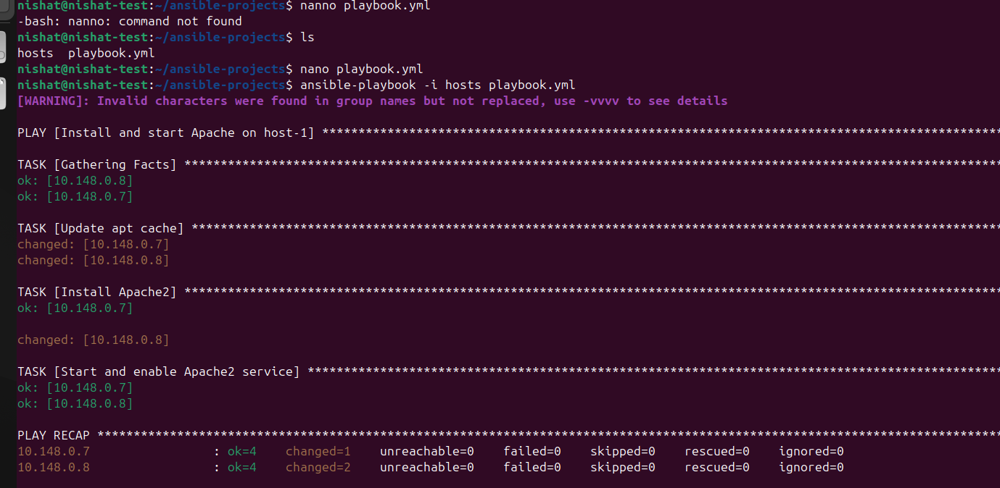 nishat@nishat-test:~/ansible-projects$ nanno playbook.yml
-bash: nanno: command not found
nishat@nishat-test:~/ansible-projects$ ls
hosts  playbook.yml
nishat@nishat-test:~/ansible-projects$ nano playbook.yml
nishat@nishat-test:~/ansible-projects$ ansible-playbook -i hosts playbook.yml
[WARNING]: Invalid characters were found in group names but not replaced, use -vvvv to see details
PLAY [Install and start Apache on host-1] **********************************************************************************************
TASK [Gathering Facts] *****************************************************************************************************************
ok: [10.148.0.8]
ok: [10.148.0.7]
TASK [Update apt cache] ****************************************************************************************************************
changed: [10.148.0.7]
changed: [10.148.0.8]
TASK [Install Apache2] *****************************************************************************************************************
ok: [10.148.0.7]
changed: [10.148.0.8]
TASK [Start and enable Apache2 service] ************************************************************************************************
ok: [10.148.0.7]
ok: [10.148.0.8]
PLAY RECAP *****************************************************************************************************************************
10.148.0.7                 : ok=4    changed=1    unreachable=0    failed=0    skipped=0    rescued=0    ignored=0
10.148.0.8                 : ok=4    changed=2    unreachable=0    failed=0    skipped=0    rescued=0    ignored=0